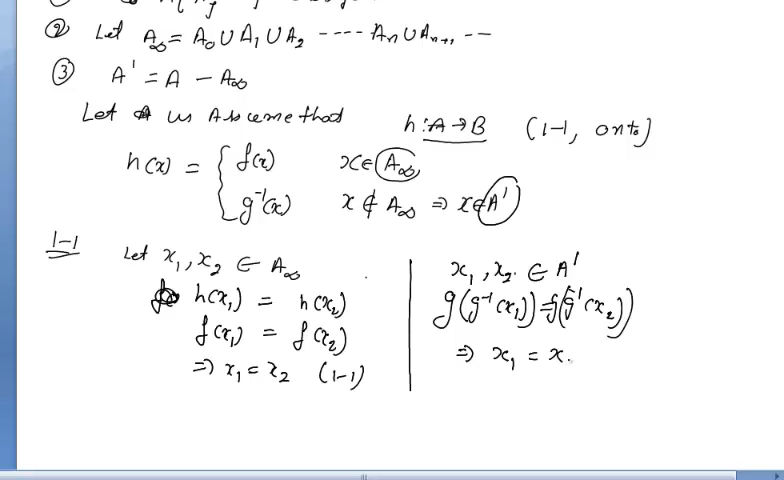 ② Let A∞ = A₀ ∪ A₁ ∪ A₂ ---- Aₙ ∪ Aₙ₊₁ --
③ A' = A − A∞
Let us Assume that h : A → B (1-1, onto)
h(x) = { f(x) x ∈ A∞
g⁻¹(x) x ∉ A∞ ⇒ x ∈ A'
1-1 Let x₁, x₂ ∈ A∞
h(x₁) = h(x₂)
f(x₁) = f(x₂)
⇒ x₁ = x₂ (1-1)
x₁, x₂ ∈ A'
g(g⁻¹(x₁)) = g(g⁻¹(x₂))
⇒ x₁ = x